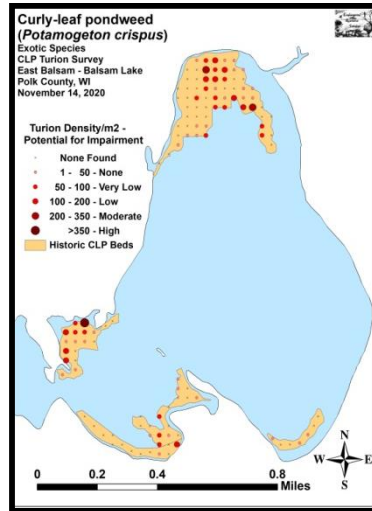 Curly-leaf pondweed
(Potamogeton crispus)
Exotic Species
CLP Turion Survey
East Balsam - Balsam Lake
Polk County, WI
November 14, 2020
Turion Density/m2 -
Potential for Impairment
None Found
1 - 50 - None
50 - 100 - Very Low
100 - 200 - Low
200 - 350 - Moderate
>350 - High
Historic CLP Beds
N
W E
S
0 0.4 0.8
Miles